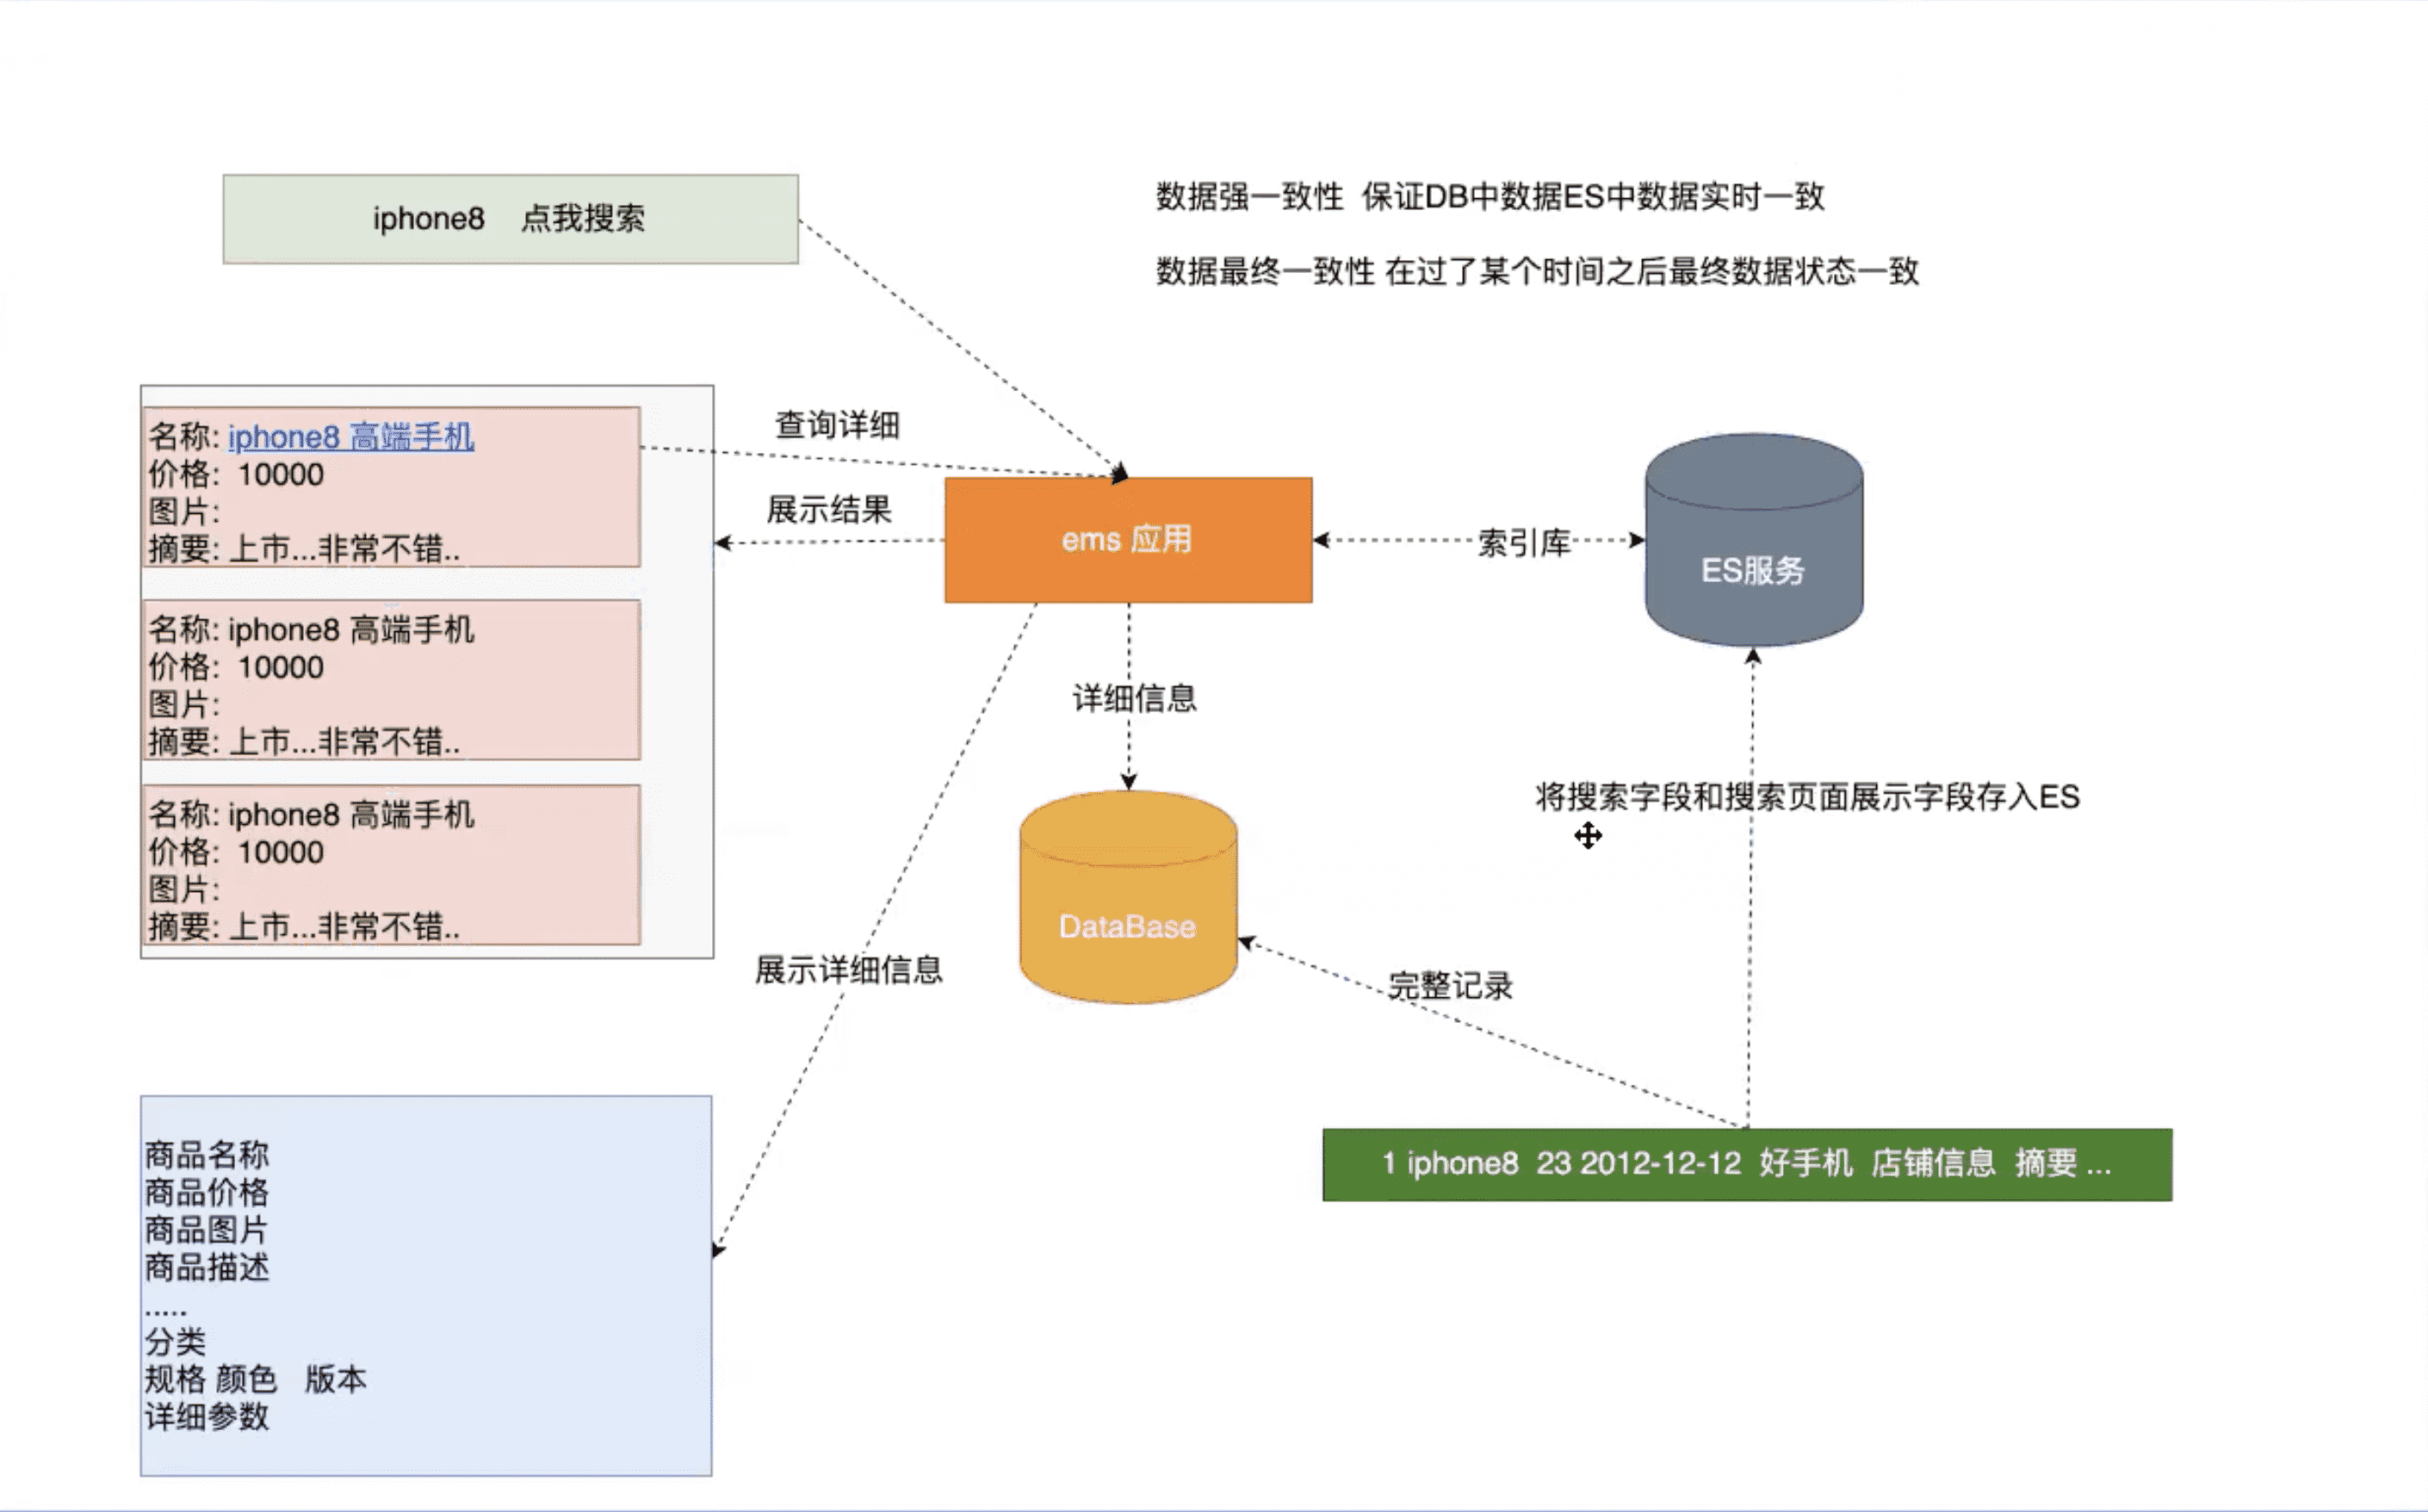 iphone8 点我搜索
数据强一致性 保证DB中数据ES中数据实时一致
数据最终一致性 在过了某个时间之后最终数据状态一致
名称: iphone8 高端手机
价格: 10000
图片:
摘要: 上市...非常不错..
名称: iphone8 高端手机
价格: 10000
图片:
摘要: 上市...非常不错..
名称: iphone8 高端手机
价格: 10000
图片:
摘要: 上市...非常不错..
查询详细
展示结果
ems 应用
索引库
ES服务
详细信息
将搜索字段和搜索页面展示字段存入ES
DataBase
展示详细信息
完整记录
1 iphone8 23 2012-12-12 好手机 店铺信息 摘要 ...
商品名称
商品价格
商品图片
商品描述
.....
分类
规格 颜色 版本
详细参数